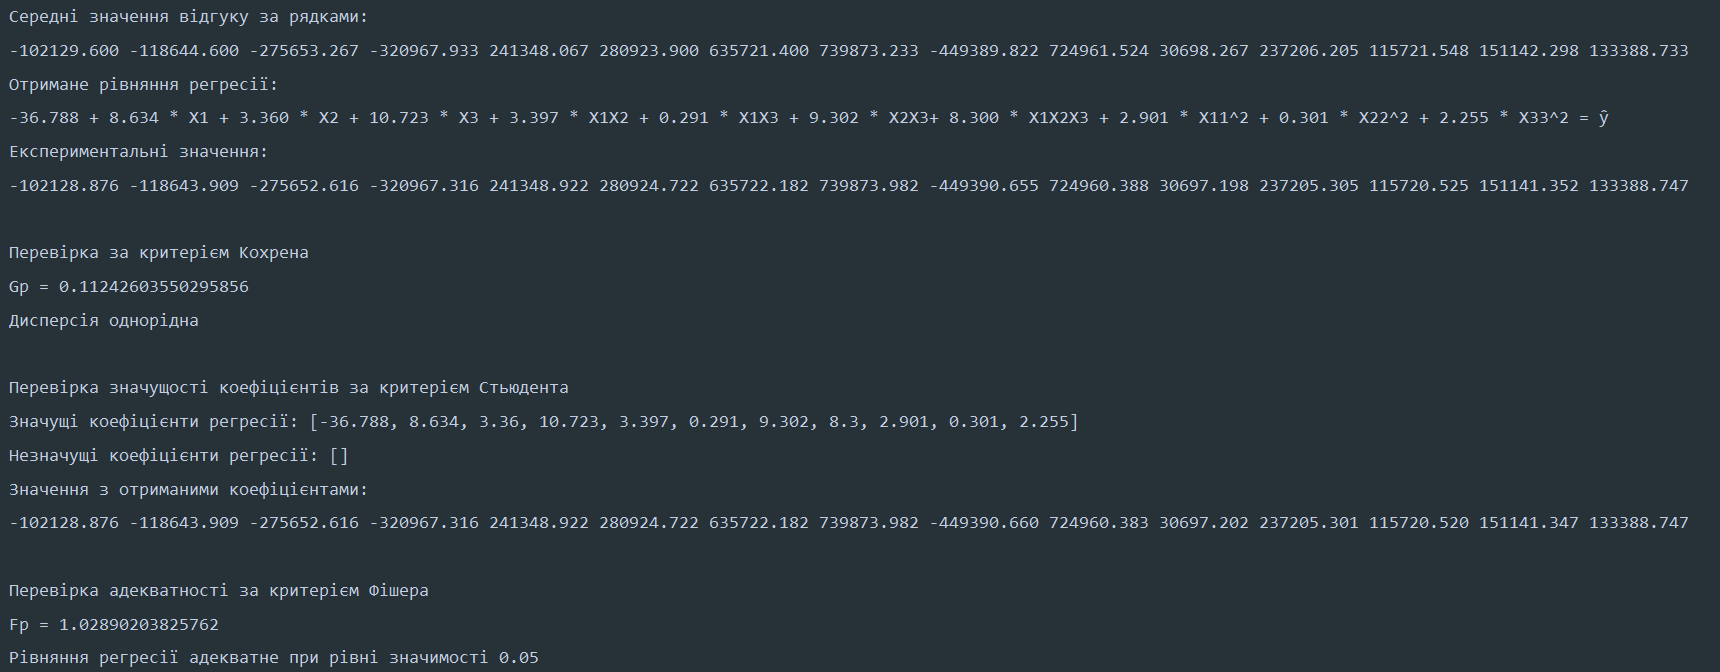 Середні значення відгуку за рядками:
-102129.600 -118644.600 -275653.267 -320967.933 241348.067 280923.900 635721.400 739873.233 -449389.822 724961.524 30698.267 237206.205 115721.548 151142.298 133388.733
Отримане рівняння регресії:
-36.788 + 8.634 * X1 + 3.360 * X2 + 10.723 * X3 + 3.397 * X1X2 + 0.291 * X1X3 + 9.302 * X2X3+ 8.300 * X1X2X3 + 2.901 * X11^2 + 0.301 * X22^2 + 2.255 * X33^2 = ŷ
Експериментальні значення:
-102128.876 -118643.909 -275652.616 -320967.316 241348.922 280924.722 635722.182 739873.982 -449390.655 724960.388 30697.198 237205.305 115720.525 151141.352 133388.747
Перевірка за критерієм Кохрена
Gp = 0.11242603550295856
Дисперсія однорідна
Перевірка значущості коефіцієнтів за критерієм Стьюдента
Значущі коефіцієнти регресії: [-36.788, 8.634, 3.36, 10.723, 3.397, 0.291, 9.302, 8.3, 2.901, 0.301, 2.255]
Незначущі коефіцієнти регресії: []
Значення з отриманими коефіцієнтами:
-102128.876 -118643.909 -275652.616 -320967.316 241348.922 280924.722 635722.182 739873.982 -449390.660 724960.383 30697.202 237205.301 115720.520 151141.347 133388.747
Перевірка адекватності за критерієм Фішера
Fp = 1.02890203825762
Рівняння регресії адекватне при рівні значимості 0.05